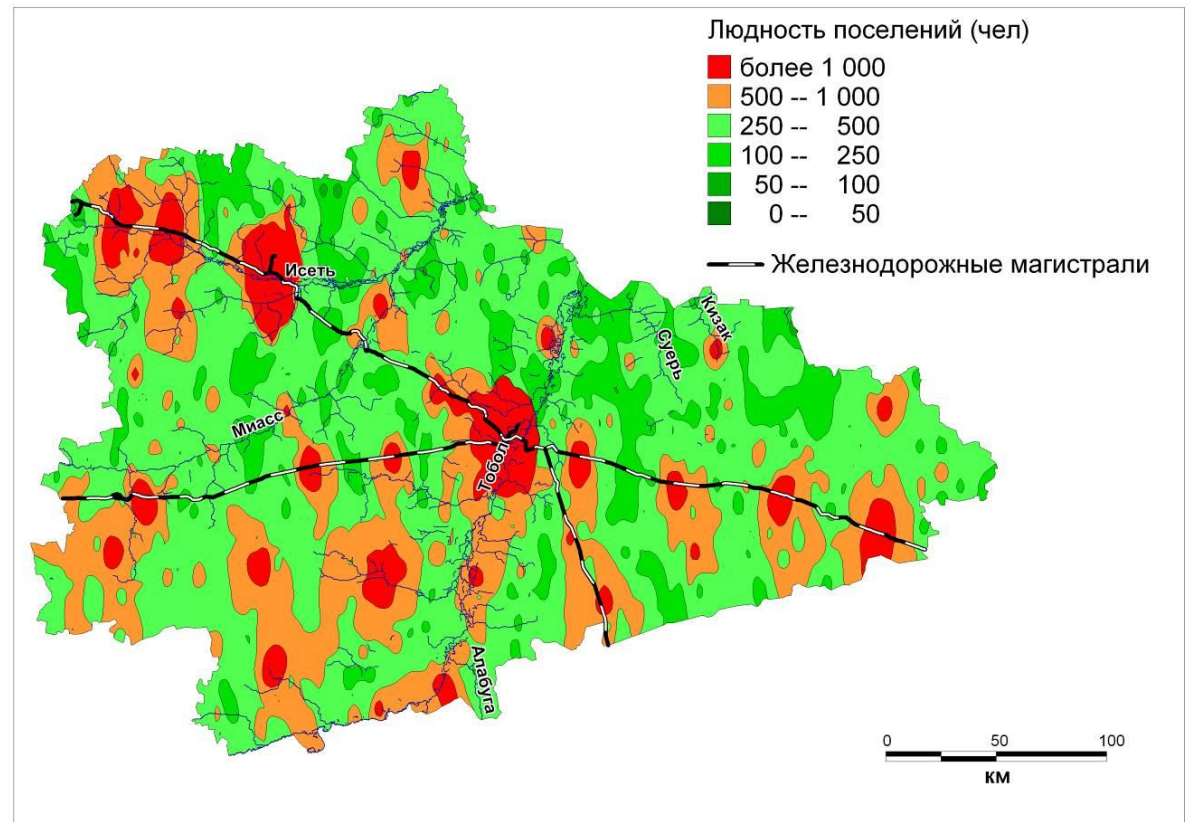 Людность поселений (чел)
более 1 000
500 -- 1 000
250 -- 500
100 -- 250
50 -- 100
0 -- 50
Железнодорожные магистрали
Исеть
Кизак
Суерь
Миасс
Тобол
Алабуга
0 50 100
км